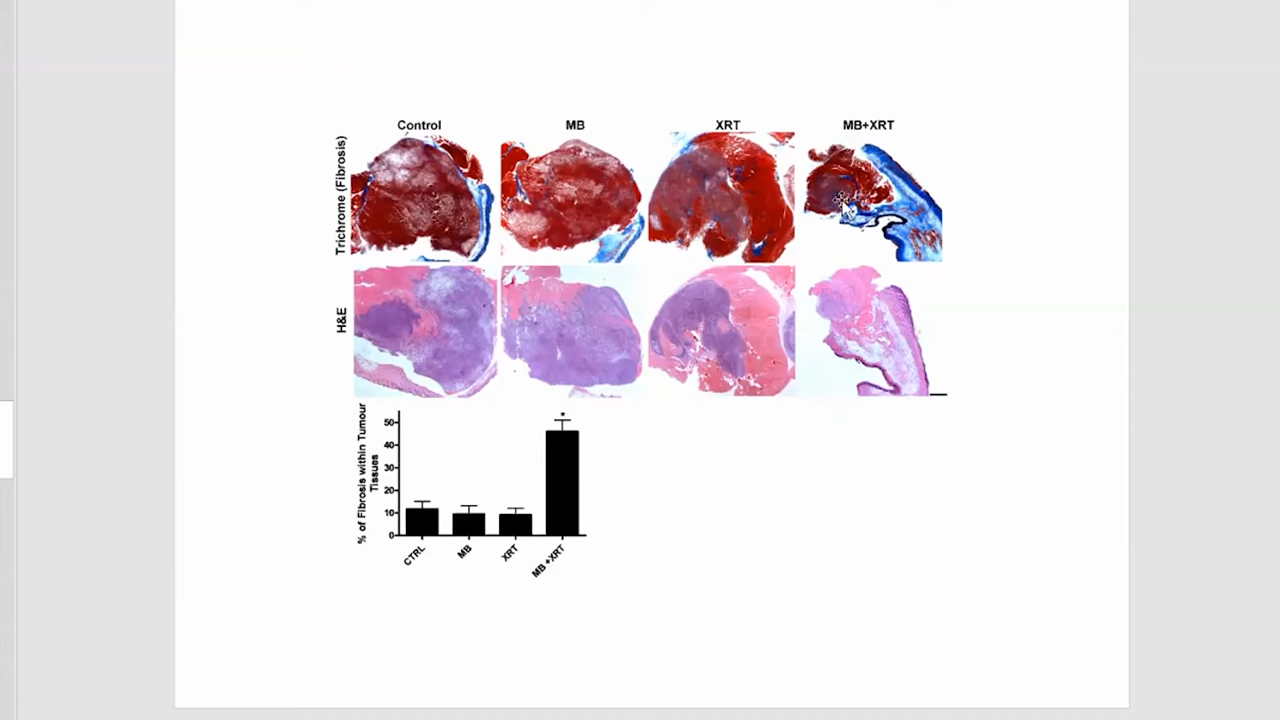 Control MB XRT MB+XRT
Trichrome (Fibrosis)
H&E
% of Fibrosis within Tumour
Tissues
50
40
30
20
10
0
*
CTRL MB XRT MB +XRT